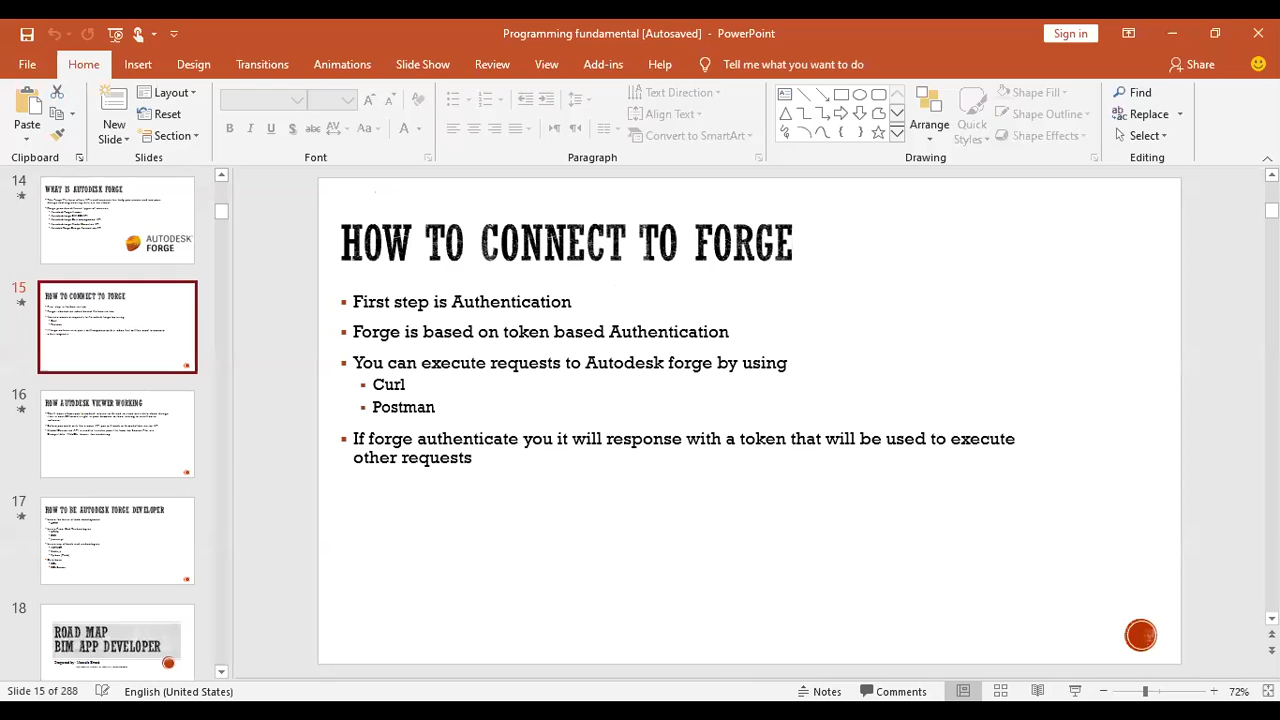 Programming fundamental [Autosaved] - PowerPoint
Sign in
File Home Insert Design Transitions Animations Slide Show Review View Add-ins Help Tell me what you want to do Share
Paste
Clipboard
New Slide
Layout
Reset
Section
Slides
B I U S abc AV Aa A
Font
Text Direction
Align Text
Convert to SmartArt
Paragraph
Arrange
Quick Styles
Shape Fill
Shape Outline
Shape Effects
Drawing
Find
Replace
Select
Editing
14
WHAT IS AUTODESK FORGE
AUTODESK
FORGE
15
HOW TO CONNECT TO FORGE
16
HOW AUTODESK VIEWER WORKING
17
HOW TO BE AUTODESK FORGE DEVELOPER
18
ROAD MAP
BIM APP DEVELOPER
HOW TO CONNECT TO FORGE
First step is Authentication
Forge is based on token based Authentication
You can execute requests to Autodesk forge by using
Curl
Postman
If forge authenticate you it will response with a token that will be used to execute
other requests
Slide 15 of 288 English (United States) Notes Comments 72%